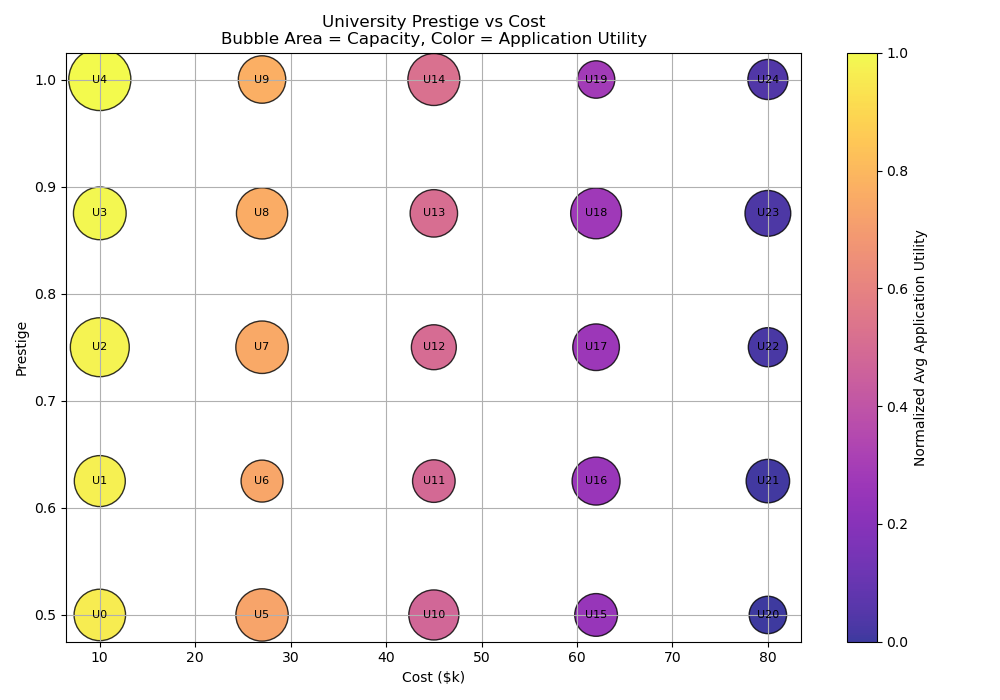 University Prestige vs Cost
Bubble Area = Capacity, Color = Application Utility
Prestige
1.0
0.9
0.8
0.7
0.6
0.5
U4 U9 U14 U19 U24
U3 U8 U13 U18 U23
U2 U7 U12 U17 U22
U1 U6 U11 U16 U21
U0 U5 U10 U15 U20
10 20 30 40 50 60 70 80
Cost ($k)
1.0
0.8
0.6
0.4
0.2
0.0
Normalized Avg Application Utility